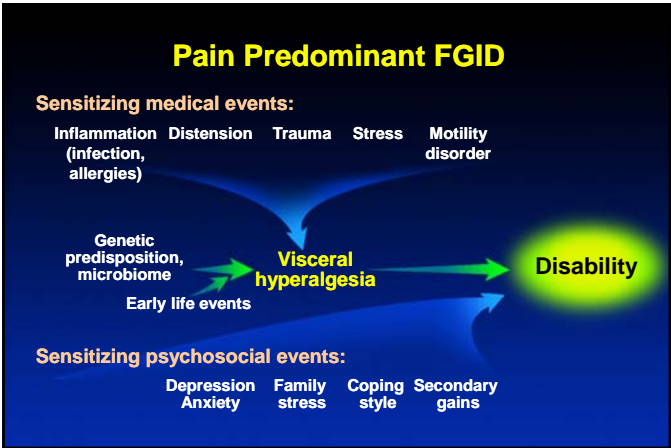 Pain Predominant FGID
Sensitizing medical events:
Inflammation Distension Trauma Stress Motility
(infection, disorder
allergies)
Genetic
predisposition,
microbiome
Early life events
Visceral
hyperalgesia
Disability
Sensitizing psychosocial events:
Depression Family Coping Secondary
Anxiety stress style gains